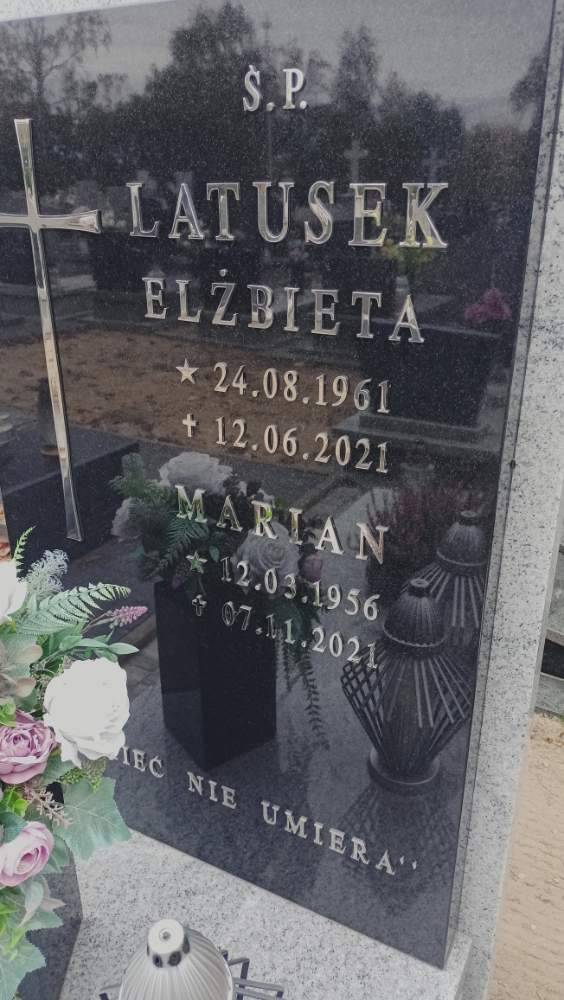 Ś.P.
LATUSEK
ELŻBIETA
★ 24.08.1961
✝ 12.06.2021
MARIAN
★ 12.03.1956
✝ 07.11.2021
NIE UMIERA"